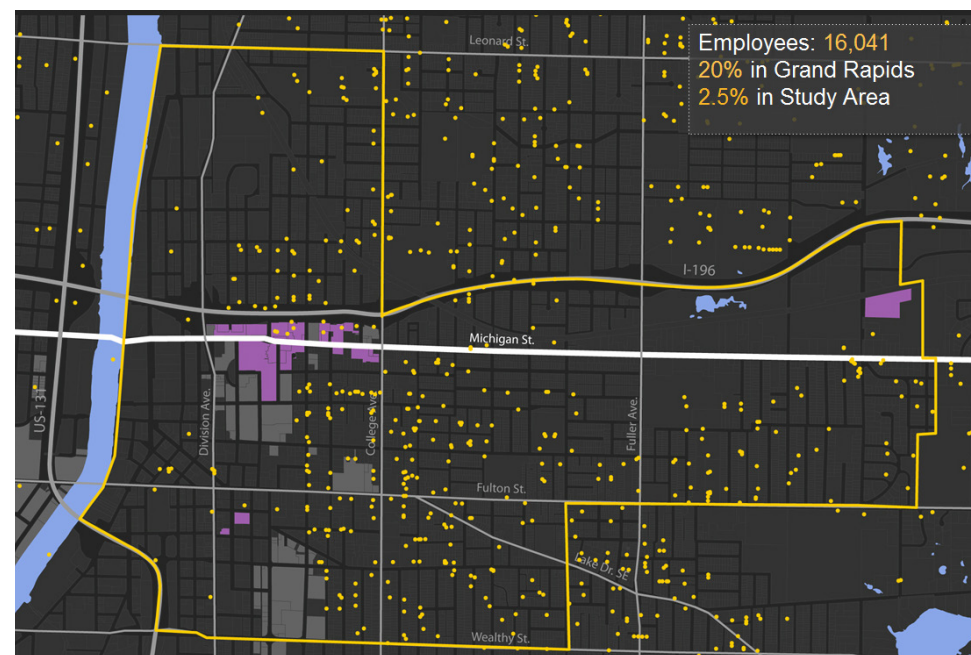 Leonard St.
Employees: 16,041
20% in Grand Rapids
2.5% in Study Area
I-196
Michigan St.
US-131
Division Ave.
College Ave.
Fuller Ave.
Fulton St.
Lake Dr. SE
Wealthy St.